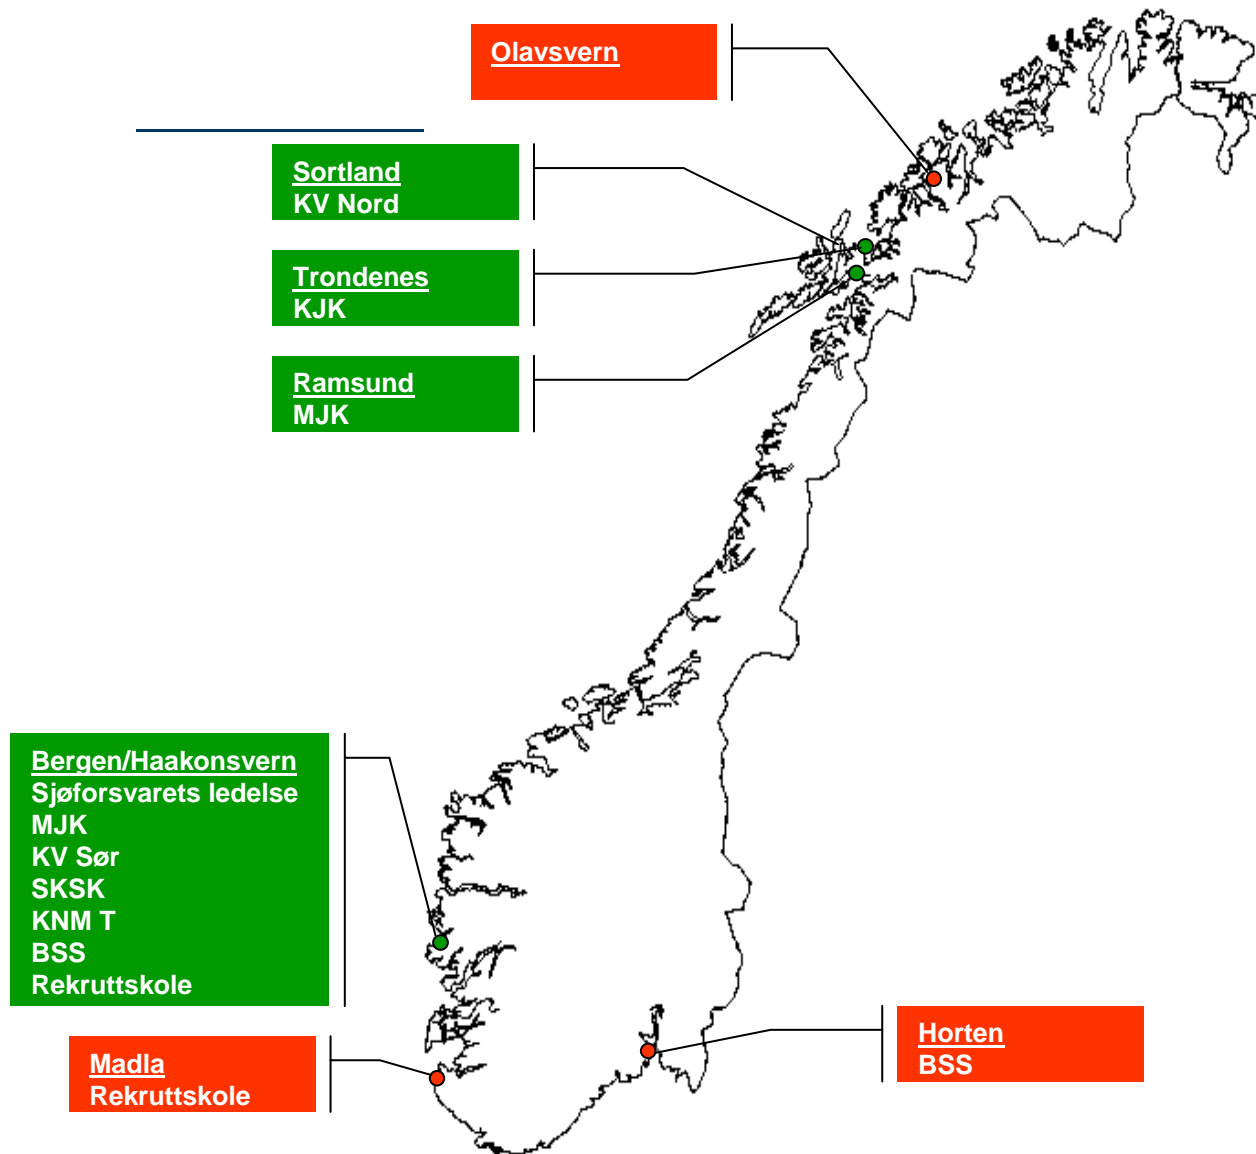 Olavsvern
Sortland
KV Nord
Trondenes
KJK
Ramsund
MJK
Bergen/Haakonsvern
Sjøforsvarets ledelse
MJK
KV Sør
SKSK
KNM T
BSS
Rekruttskole
Madla
Rekruttskole
Horten
BSS